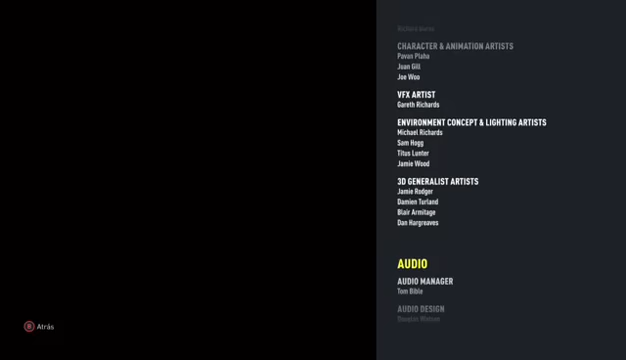 CHARACTER & ANIMATION ARTISTS
Pavan Plaha
Juan Gill
Joe Woo
VFX ARTIST
Gareth Richards
ENVIRONMENT CONCEPT & LIGHTING ARTISTS
Michael Richards
Sam Hogg
Titus Lunter
Jamie Wood
3D GENERALIST ARTISTS
Jamie Rodger
Damien Turland
Blair Armitage
Dan Hargreaves
AUDIO
AUDIO MANAGER
Tom Bible
AUDIO DESIGN
B Atrás